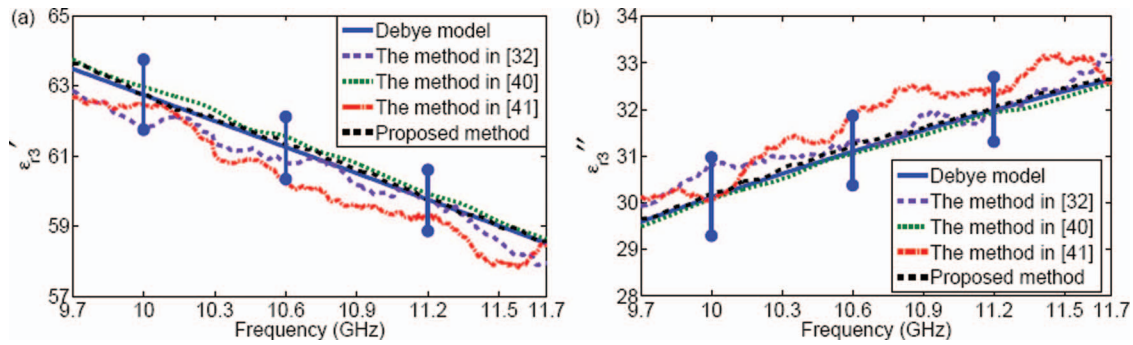 (a)
65
63
61
59
57
εr3′
9.7 10 10.3 10.6 10.9 11.2 11.5 11.7
Frequency (GHz)
Debye model
The method in [32]
The method in [40]
The method in [41]
Proposed method
(b)
34
33
32
31
30
29
28
εr3″
9.7 10 10.3 10.6 10.9 11.2 11.5 11.7
Frequency (GHz)
Debye model
The method in [32]
The method in [40]
The method in [41]
Proposed method